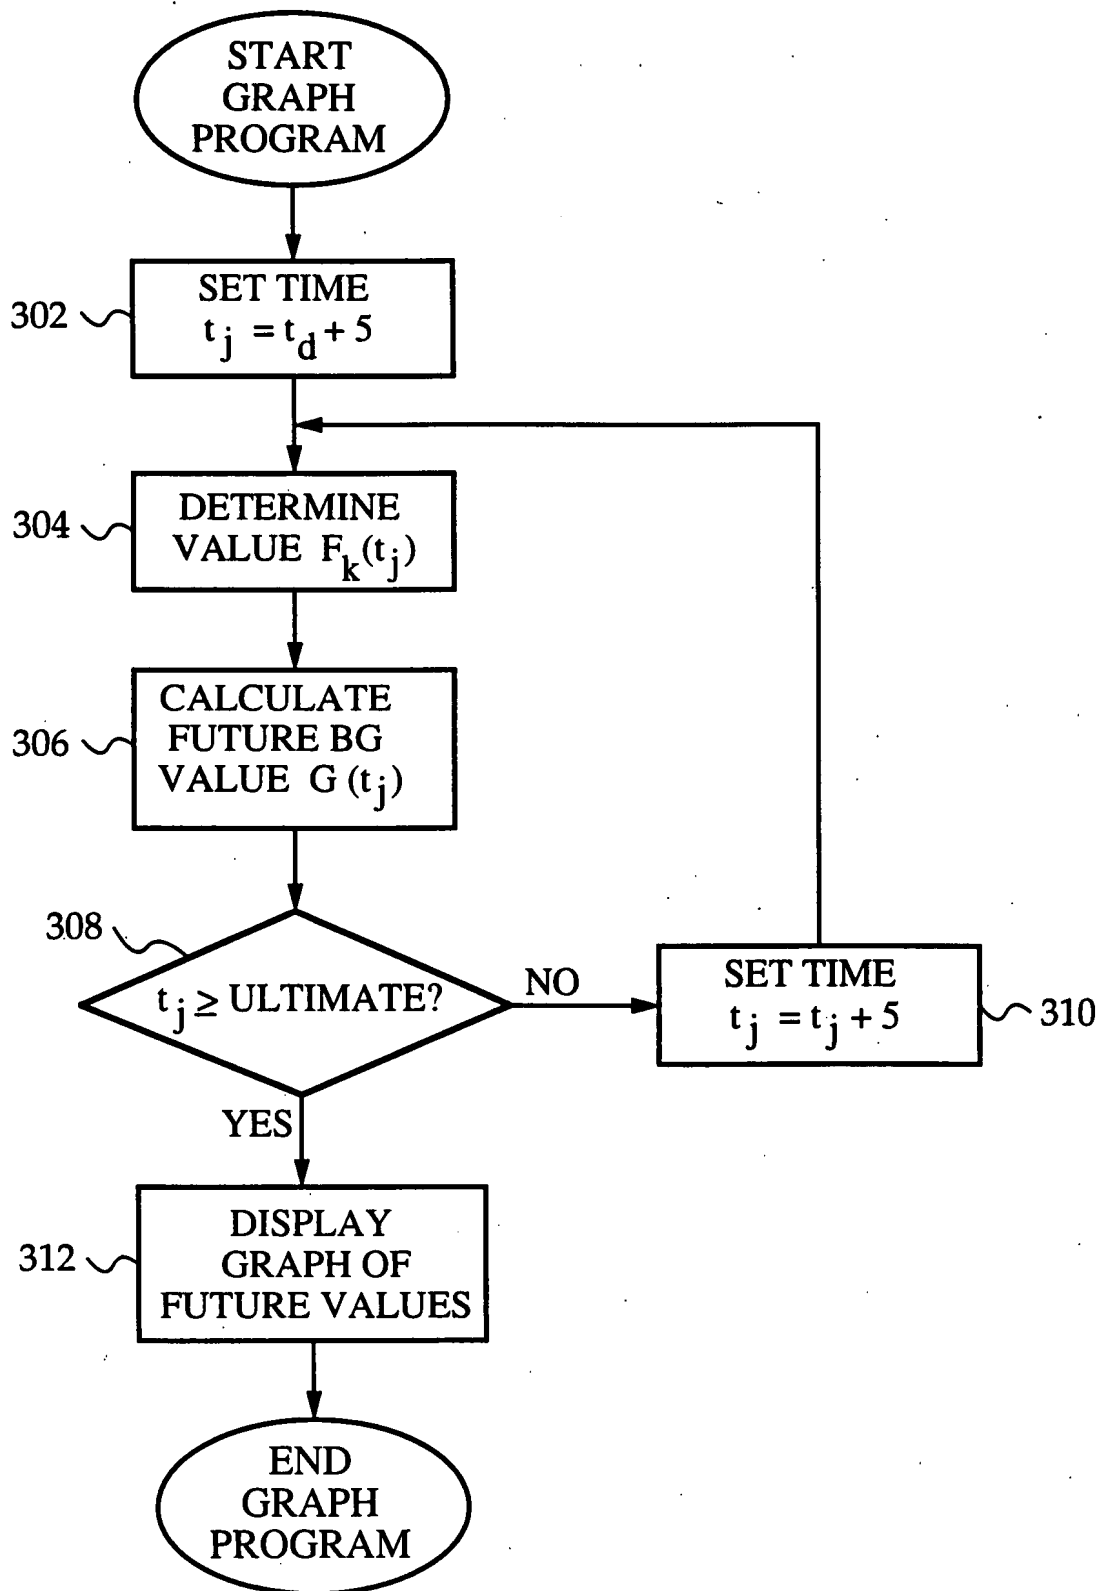 START
GRAPH
PROGRAM
302
SET TIME
t_j = t_d + 5
304
DETERMINE
VALUE F_k(t_j)
306
CALCULATE
FUTURE BG
VALUE G (t_j)
308
t_j ≥ ULTIMATE?
NO
SET TIME
t_j = t_j + 5
310
YES
312
DISPLAY
GRAPH OF
FUTURE VALUES
END
GRAPH
PROGRAM